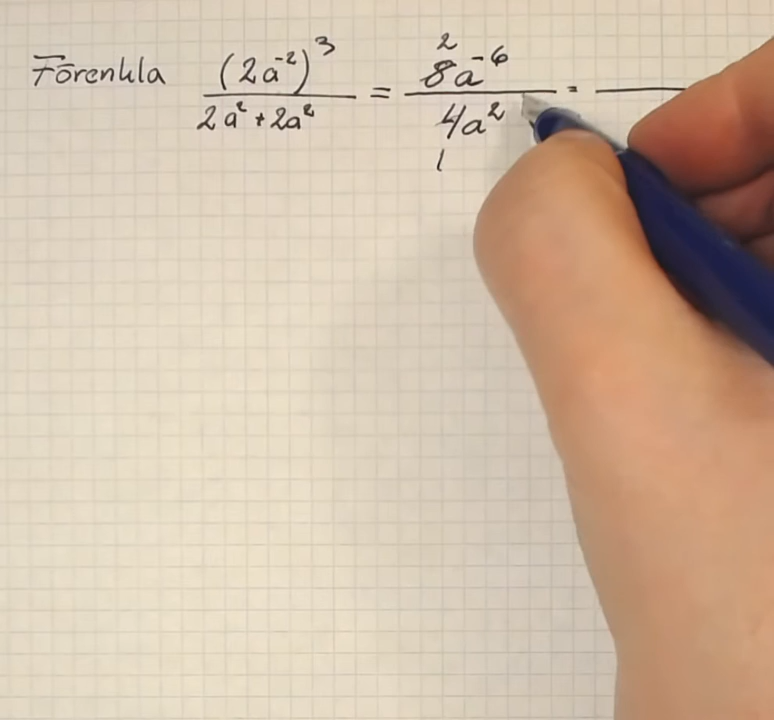 Förenkla (2a⁻²)³ / 2a² + 2a² = 8a⁻⁶ / 4a² =
2
1